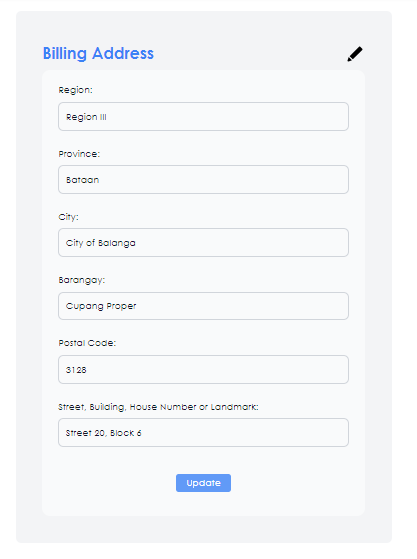 Billing Address
Region:
Region III
Province:
Bataan
City:
City of Balanga
Barangay:
Cupang Proper
Postal Code:
3128
Street, Building, House Number or Landmark:
Street 20, Block 6
Update